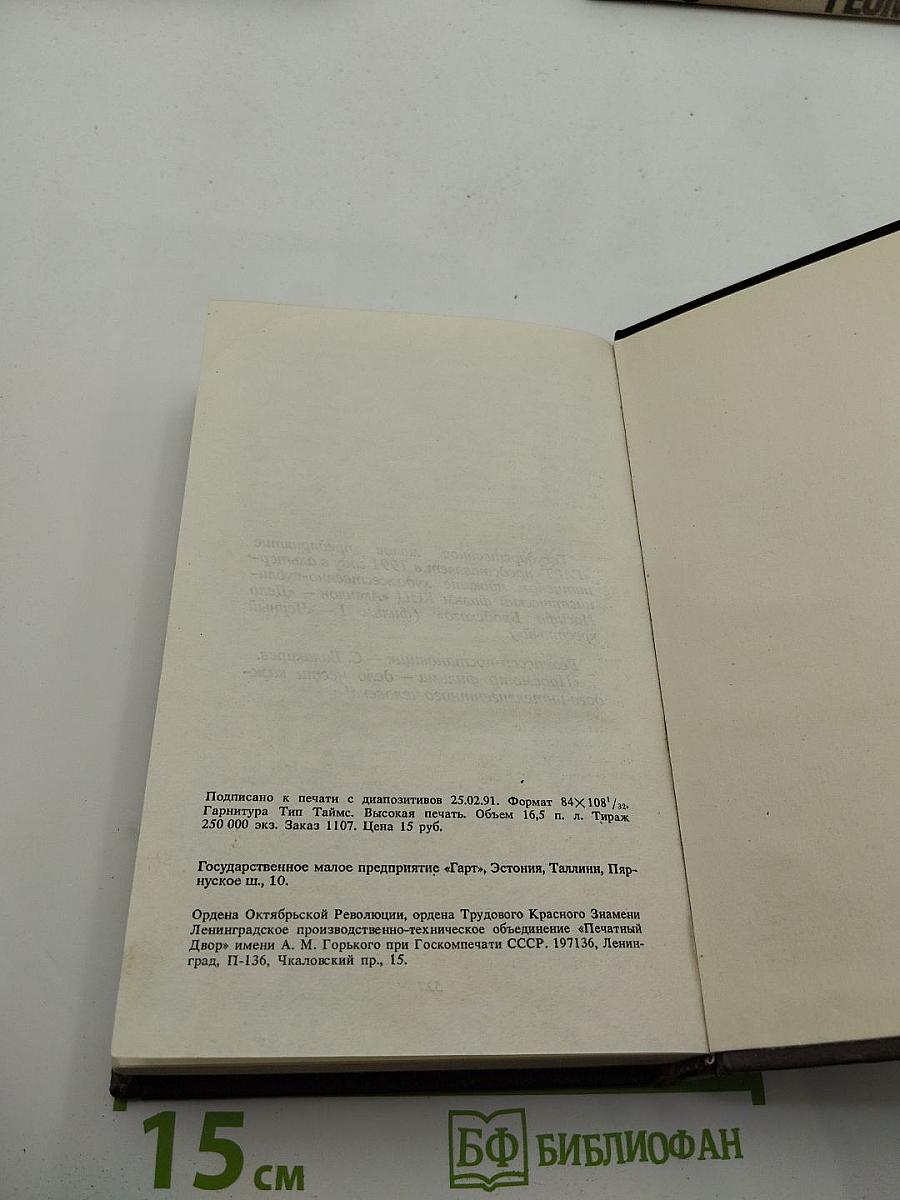 Подписано к печати с диапозитивов 25.02.91. Формат 84×108¹/₃₂.
Гарнитура Тип Таймс. Высокая печать. Объем 16,5 п. л. Тираж
250 000 экз. Заказ 1107. Цена 15 руб.
Государственное малое предприятие «Гарт», Эстония, Таллинн, Пяр-
нуское ш., 10.
Ордена Октябрьской Революции, ордена Трудового Красного Знамени
Ленинградское производственно-техническое объединение «Печатный
Двор» имени А. М. Горького при Госкомпечати СССР. 197136, Ленин-
град, П-136, Чкаловский пр., 15.
15 см
БФ БИБЛИОФАН